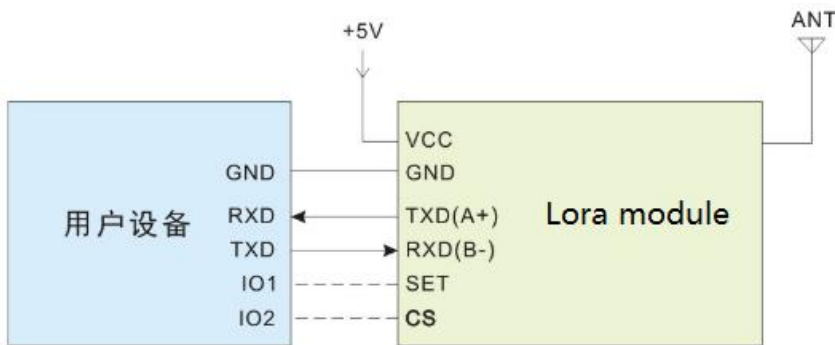 ANT
+5V
VCC
GND
GND
RXD
TXD(A+)
用户设备
Lora module
TXD
RXD(B-)
IO1
SET
IO2
CS